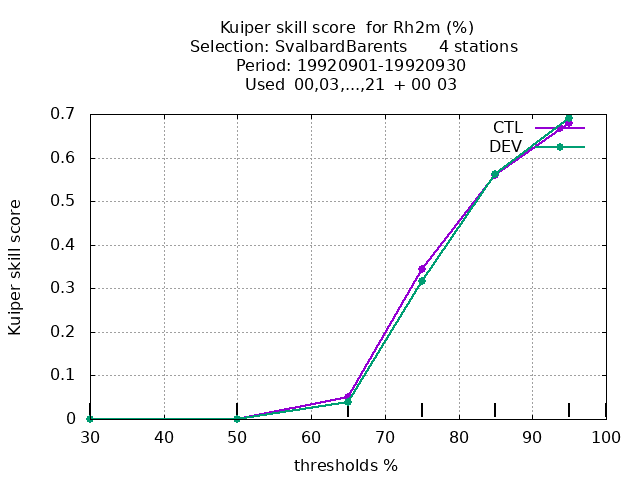 Kuiper skill score  for Rh2m (%)
Selection: SvalbardBarents      4 stations
Period: 19920901-19920930
Used  00,03,...,21  + 00 03
0.7
0.6
0.5
0.4
0.3
0.2
0.1
0
Kuiper skill score
CTL
DEV
30 40 50 60 70 80 90 100
thresholds %